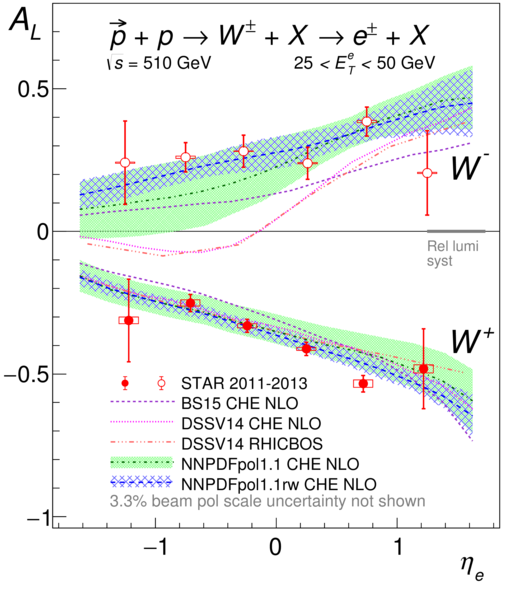 A_L
p⃗ + p → W± + X → e± + X
√s = 510 GeV 25 < E_T^e < 50 GeV
0.5
W⁻
0
Rel lumi
syst
W⁺
−0.5
STAR 2011-2013
BS15 CHE NLO
DSSV14 CHE NLO
DSSV14 RHICBOS
NNPDFpol1.1 CHE NLO
NNPDFpol1.1rw CHE NLO
3.3% beam pol scale uncertainty not shown
−1
−1 0 1
η_e